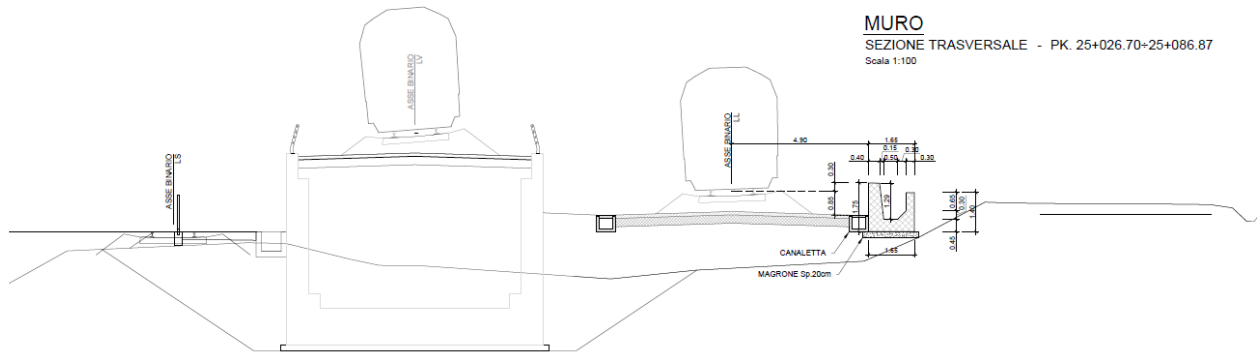 MURO
SEZIONE TRASVERSALE - PK. 25+026.70÷25+086.87
Scala 1:100
ASSE BINARIO
LV
ASSE BINARIO
LL
ASSE BINARIO
LS
4.90
1.65
0.15
0.30
0.40
0.50
0.30
0.30
0.85
1.75
1.29
0.65
0.30
1.40
0.45
1.65
CANALETTA
MAGRONE Sp.20cm